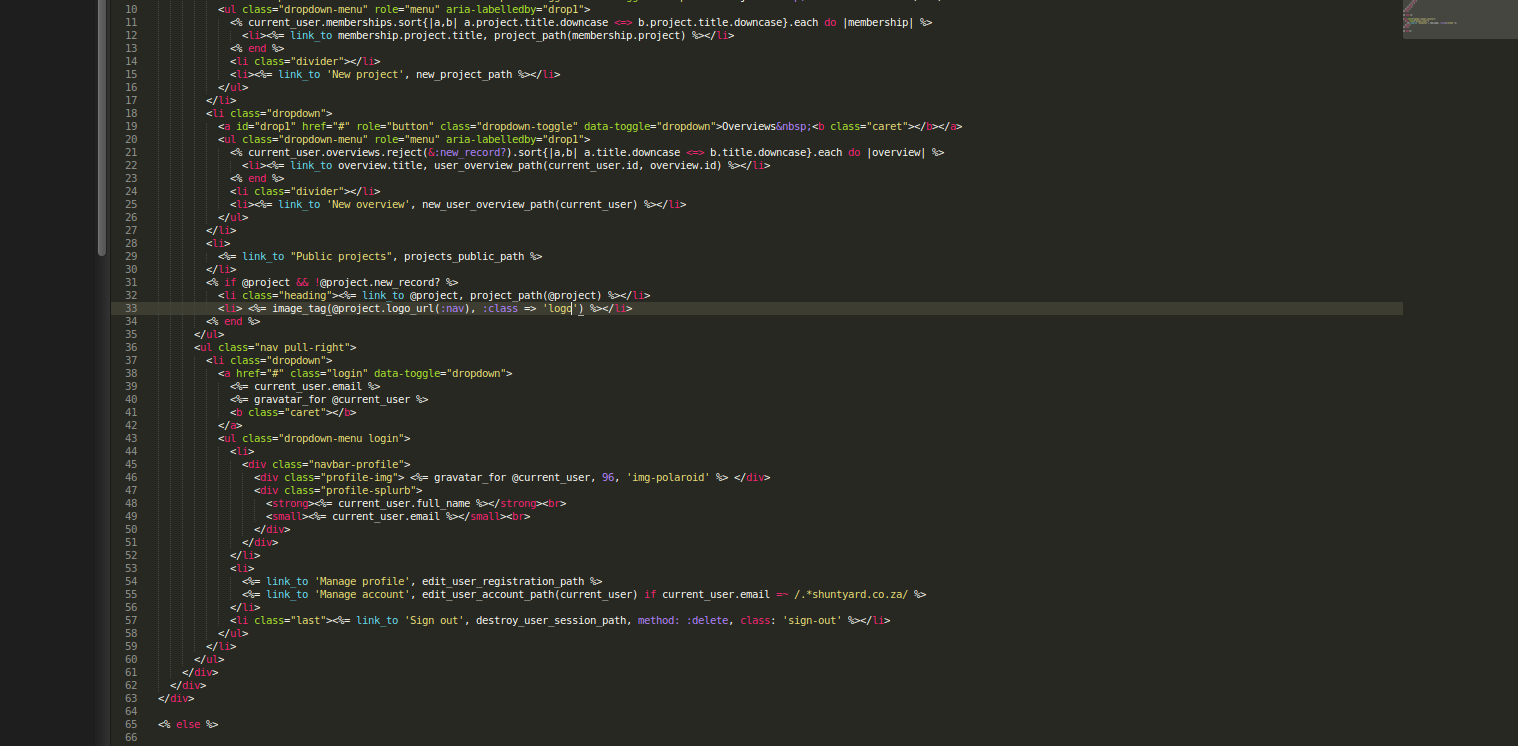 10 <ul class="dropdown-menu" role="menu" aria-labelledby="drop1">
11 <% current_user.memberships.sort{|a,b| a.project.title.downcase <=> b.project.title.downcase}.each do |membership| %>
12 <li><%= link_to membership.project.title, project_path(membership.project) %></li>
13 <% end %>
14 <li class="divider"></li>
15 <li><%= link_to 'New project', new_project_path %></li>
16 </ul>
17 </li>
18 <li class="dropdown">
19 <a id="drop1" href="#" role="button" class="dropdown-toggle" data-toggle="dropdown">Overviews&nbsp;<b class="caret"></b></a>
20 <ul class="dropdown-menu" role="menu" aria-labelledby="drop1">
21 <% current_user.overviews.reject(&:new_record?).sort{|a,b| a.title.downcase <=> b.title.downcase}.each do |overview| %>
22 <li><%= link_to overview.title, user_overview_path(current_user.id, overview.id) %></li>
23 <% end %>
24 <li class="divider"></li>
25 <li><%= link_to 'New overview', new_user_overview_path(current_user) %></li>
26 </ul>
27 </li>
28 <li>
29 <%= link_to "Public projects", projects_public_path %>
30 </li>
31 <% if @project && !@project.new_record? %>
32 <li class="heading"><%= link_to @project, project_path(@project) %></li>
33 <li> <%= image_tag(@project.logo_url(:nav), :class => 'logo') %></li>
34 <% end %>
35 </ul>
36 <ul class="nav pull-right">
37 <li class="dropdown">
38 <a href="#" class="login" data-toggle="dropdown">
39 <%= current_user.email %>
40 <%= gravatar_for @current_user %>
41 <b class="caret"></b>
42 </a>
43 <ul class="dropdown-menu login">
44 <li>
45 <div class="navbar-profile">
46 <div class="profile-img"> <%= gravatar_for @current_user, 96, 'img-polaroid' %> </div>
47 <div class="profile-splurb">
48 <strong><%= current_user.full_name %></strong><br>
49 <small><%= current_user.email %></small><br>
50 </div>
51 </div>
52 </li>
53 <li>
54 <%= link_to 'Manage profile', edit_user_registration_path %>
55 <%= link_to 'Manage account', edit_user_account_path(current_user) if current_user.email =~ /.*shuntyard.co.za/ %>
56 </li>
57 <li class="last"><%= link_to 'Sign out', destroy_user_session_path, method: :delete, class: 'sign-out' %></li>
58 </ul>
59 </li>
60 </ul>
61 </div>
62 </div>
63 </div>
64
65 <% else %>
66